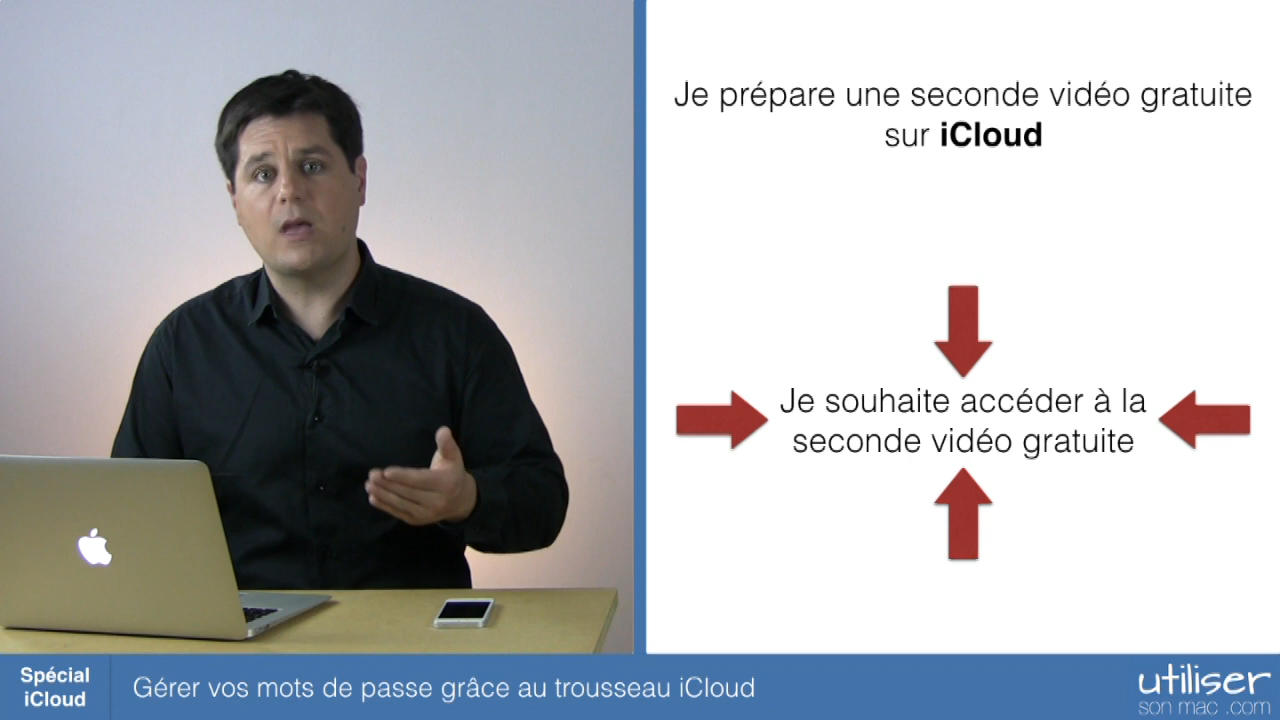 Je prépare une seconde vidéo gratuite
sur iCloud
Je souhaite accéder à la
seconde vidéo gratuite
Spécial
iCloud
Gérer vos mots de passe grâce au trousseau iCloud
utiliser
son mac .com